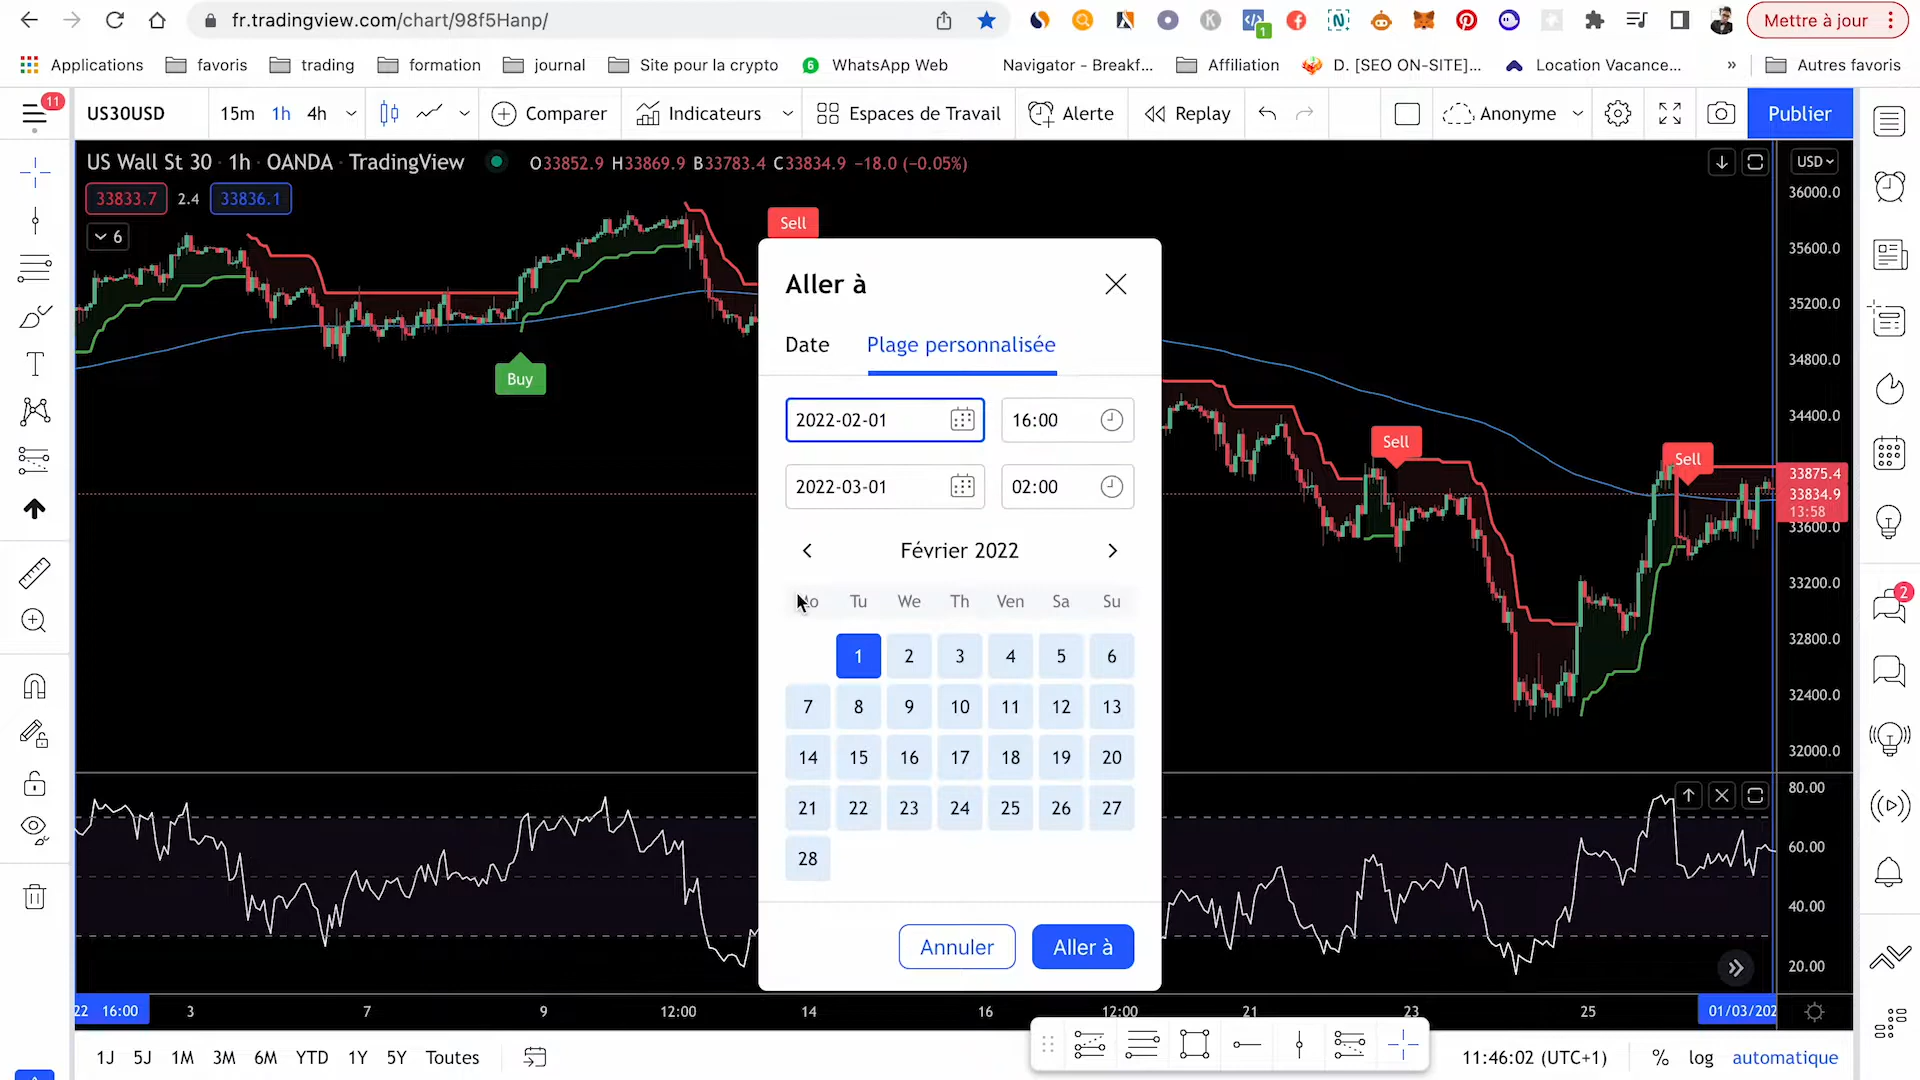 fr.tradingview.com/chart/98f5Hanp/
1
Mettre à jour
Applications
favoris
trading
formation
journal
Site pour la crypto
6
WhatsApp Web
Navigator - Breakf...
Affiliation
D. [SEO ON-SITE]...
Location Vacance...
»
Autres favoris
11
US30USD
15m
1h
4h
Comparer
Indicateurs
Espaces de Travail
Alerte
Replay
Anonyme
Publier
US Wall St 30 · 1h · OANDA · TradingView
O33852.9 H33869.9 B33783.4 C33834.9 −18.0 (−0.05%)
USD
33833.7
2.4
33836.1
6
Sell
Buy
Sell
Sell
36000.0
35600.0
35200.0
34800.0
34400.0
33875.4
33834.9
13:58
33600.0
33200.0
32800.0
32400.0
32000.0
80.00
60.00
40.00
20.00
Aller à
Date
Plage personnalisée
2022-02-01
16:00
2022-03-01
02:00
Février 2022
Tu We Th Ven Sa Su
1 2 3 4 5 6
7 8 9 10 11 12 13
14 15 16 17 18 19 20
21 22 23 24 25 26 27
28
Annuler
Aller à
2
22 16:00
3
7
9
12:00
14
16
12:00
21
23
25
01/03/202
1J
5J
1M
3M
6M
YTD
1Y
5Y
Toutes
11:46:02 (UTC+1)
%
log
automatique